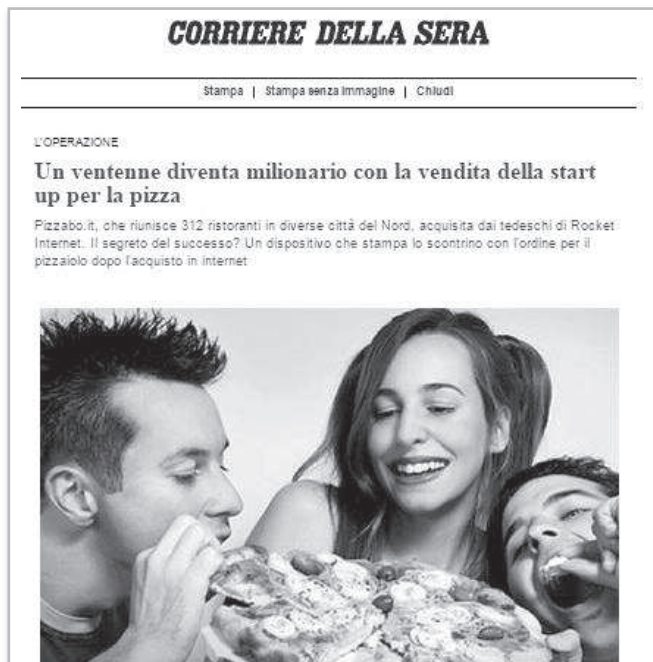 CORRIERE DELLA SERA
Stampa | Stampa senza immagine | Chiudi
L'OPERAZIONE
Un ventenne diventa milionario con la vendita della start
up per la pizza
Pizzabo.it, che riunisce 312 ristoranti in diverse città del Nord, acquisita dai tedeschi di Rocket
Internet. Il segreto del successo? Un dispositivo che stampa lo scontrino con l'ordine per il
pizzaiolo dopo l'acquisto in internet